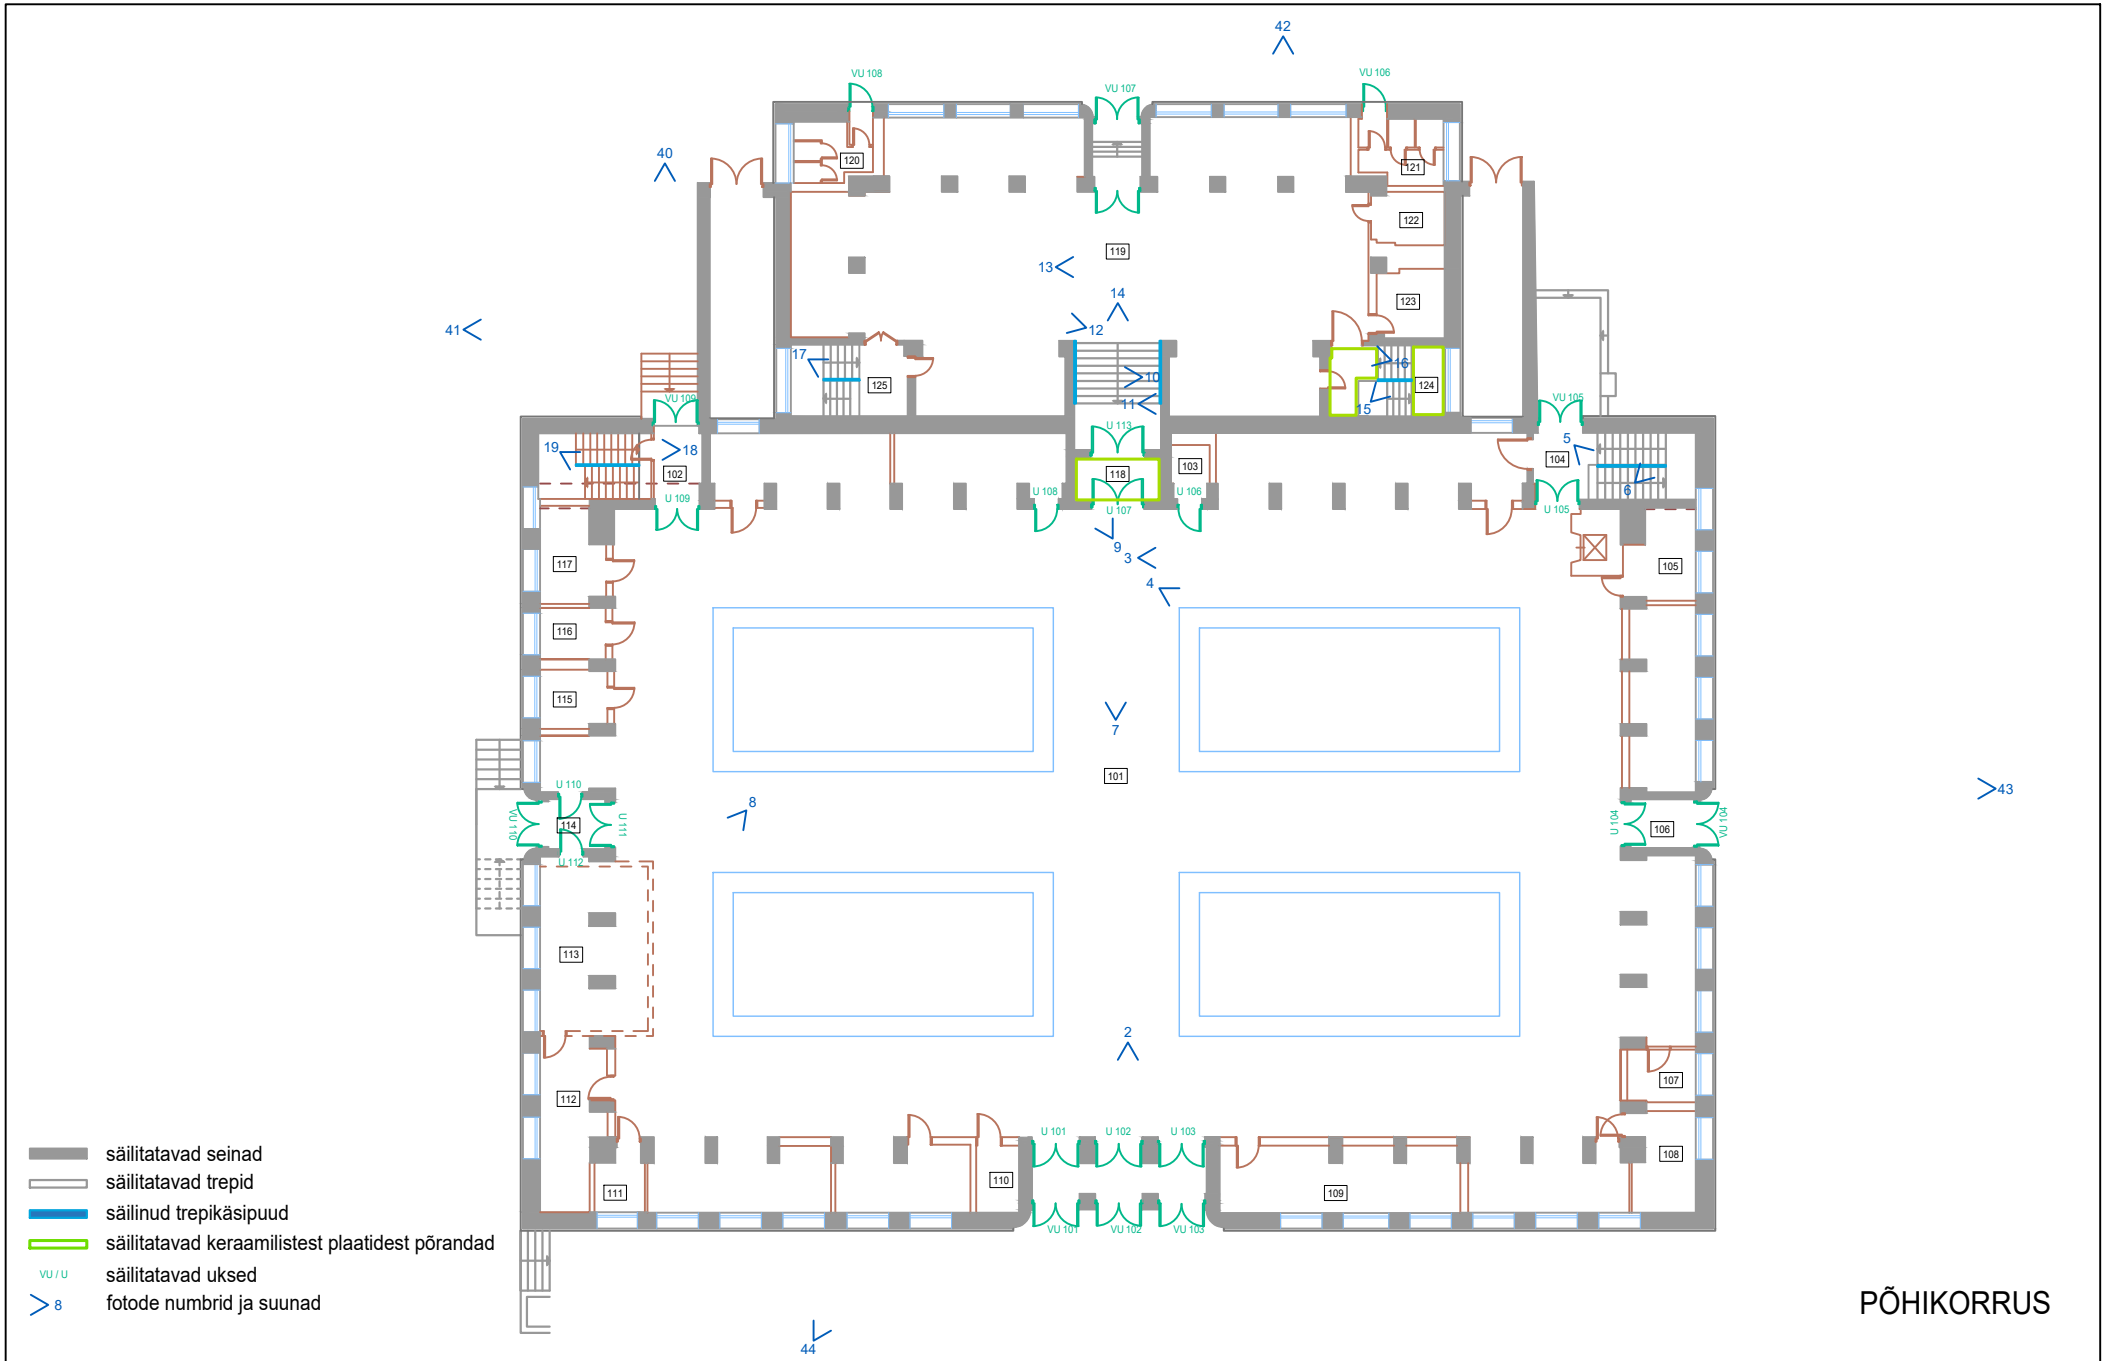 42
VU 108
VU 107
VU 106
40
120
121
122
119
13
14
123
41
12
17
16
10
125
124
11
15
VU 109
VU 105
U 113
19
18
5
102
118
103
104
6
U 109
U 108
U 106
U 107
U 105
9
3
117
105
4
116
115
7
101
U 110
43
8
VU 110
114
U 111
U 104
106
VU 104
U 112
113
2
107
112
U 101
U 102
U 103
108
säilitatavad seinad
säilitatavad trepid
110
111
109
säilinud trepikäsipuud
VU 101
VU 102
VU 103
säilitatavad keraamilistest plaatidest põrandad
VU / U säilitatavad uksed
8 fotode numbrid ja suunad
PÕHIKORRUS
44